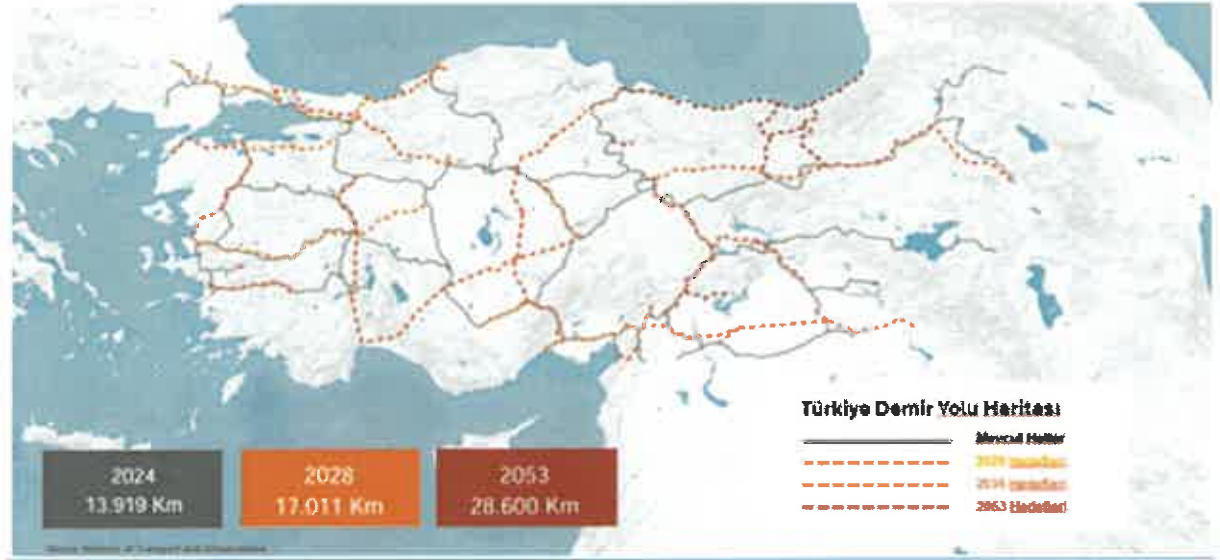 Türkiye Demir Yolu Haritası
Mevcut Hatlar
Hedefleri
Hedefleri
2053 Hedefleri
2024
13.919 Km
2028
17.011 Km
2053
28.600 Km